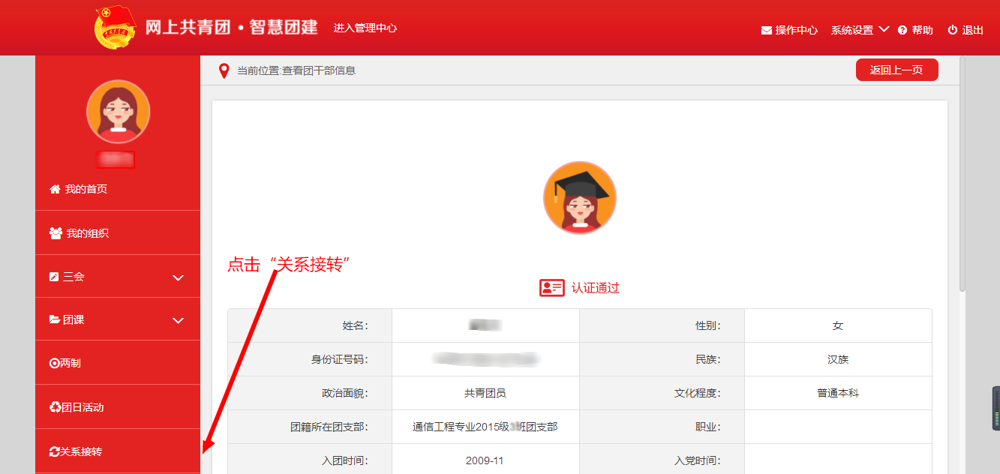 网上共青团·智慧团建 进入管理中心 操作中心 系统设置 帮助 退出
当前位置:查看团干部信息 返回上一页
我的首页
我的组织
三会
团课
两制
团日活动
关系接转
点击“关系接转”
认证通过
姓名： 性别： 女
身份证号码： 民族： 汉族
政治面貌： 共青团员 文化程度： 普通本科
团籍所在团支部： 通信工程专业2015级班团支部 职业：
入团时间： 2009-11 入党时间：